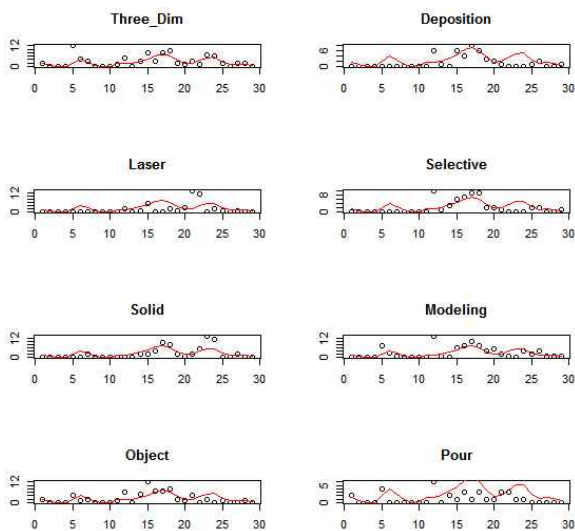 Three_Dim Deposition
12 6
0 0
0 5 10 15 20 25 30 0 5 10 15 20 25 30
Laser Selective
12 8
0 0
0 5 10 15 20 25 30 0 5 10 15 20 25 30
Solid Modeling
12 12
0 0
0 5 10 15 20 25 30 0 5 10 15 20 25 30
Object Pour
12 5
0 0
0 5 10 15 20 25 30 0 5 10 15 20 25 30